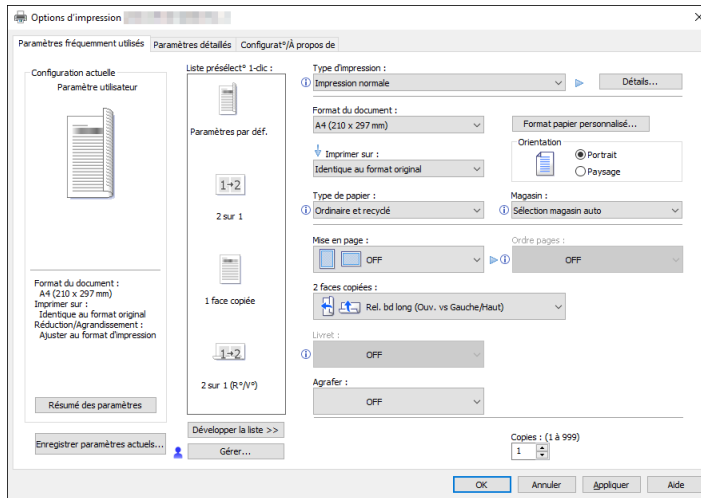 Options d'impression
Paramètres fréquemment utilisés
Paramètres détaillés
Configurat°/À propos de
Configuration actuelle
Paramètre utilisateur
Format du document :
A4 (210 x 297 mm)
Imprimer sur :
Identique au format original
Réduction/Agrandissement :
Ajuster au format d'impression
Résumé des paramètres
Enregistrer paramètres actuels...
Liste présélect° 1-clic :
Paramètres par déf.
1→2
2 sur 1
1 face copiée
1→2
2 sur 1 (R°/V°)
Développer la liste >>
Gérer...
Type d'impression :
Impression normale
Détails...
Format du document :
A4 (210 x 297 mm)
Format papier personnalisé...
Imprimer sur :
Identique au format original
Orientation
Portrait
Paysage
Type de papier :
Ordinaire et recyclé
Magasin :
Sélection magasin auto
Mise en page :
OFF
Ordre pages :
OFF
2 faces copiées :
Rel. bd long (Ouv. vs Gauche/Haut)
Livret :
OFF
Agrafer :
OFF
Copies : (1 à 999)
1
OK
Annuler
Appliquer
Aide